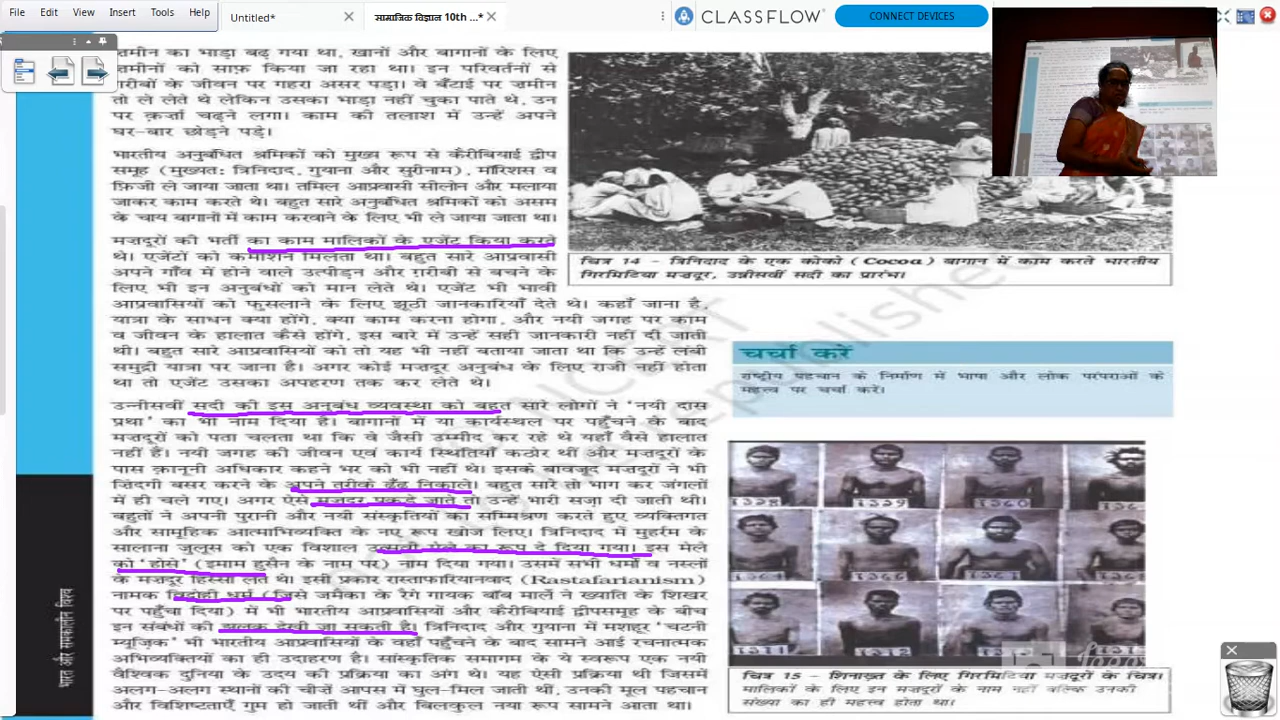 File Edit View Insert Tools Help
Untitled*
सामाजिक विज्ञान 10th ...*
CLASSFLOW
CONNECT DEVICES
ज़मीन का भाड़ा बढ़ गया था, खानों और बागानों के लिए
ज़मीनों को साफ़ किया जा रहा था। इन परिवर्तनों से
ग़रीबों के जीवन पर गहरा असर पड़ा। वे बँटाई पर ज़मीन
तो ले लेते थे लेकिन उसका भाड़ा नहीं चुका पाते थे, उन
पर क़र्ज़ा चढ़ने लगा। काम की तलाश में उन्हें अपने
घर-बार छोड़ने पड़े।
भारतीय अनुबंधित श्रमिकों को मुख्य रूप से कैरीबियाई द्वीप
समूह (मुख्यत: त्रिनिदाद, गुयाना और सुरीनाम), मॉरिशस व
फ़िजी ले जाया जाता था। तमिल आप्रवासी सीलोन और मलाया
जाकर काम करते थे। बहुत सारे अनुबंधित श्रमिकों को असम
के चाय बागानों में काम करवाने के लिए भी ले जाया जाता था।
मज़दूरों की भर्ती का काम मालिकों के एजेंट किया करते
थे। एजेंटों को कमीशन मिलता था। बहुत सारे आप्रवासी
अपने गाँव में होने वाले उत्पीड़न और ग़रीबी से बचने के
लिए भी इन अनुबंधों को मान लेते थे। एजेंट भी भावी
आप्रवासियों को फुसलाने के लिए झूठी जानकारियाँ देते थे। कहाँ जाना है,
यात्रा के साधन क्या होंगे, क्या काम करना होगा, और नयी जगह पर काम
व जीवन के हालात कैसे होंगे, इस बारे में उन्हें सही जानकारी नहीं दी जाती
थी। बहुत सारे आप्रवासियों को तो यह भी नहीं बताया जाता था कि उन्हें लंबी
समुद्री यात्रा पर जाना है। अगर कोई मज़दूर अनुबंध के लिए राज़ी नहीं होता
था तो एजेंट उसका अपहरण तक कर लेते थे।
उन्नीसवीं सदी की इस अनुबंध व्यवस्था को बहुत सारे लोगों ने 'नयी दास
प्रथा' का भी नाम दिया है। बागानों में या कार्यस्थल पर पहुँचने के बाद
मज़दूरों को पता चलता था कि वे जैसी उम्मीद कर रहे थे यहाँ वैसे हालात
नहीं हैं। नयी जगह की जीवन एवं कार्य स्थितियाँ कठोर थीं और मज़दूरों के
पास क़ानूनी अधिकार कहने भर को भी नहीं थे। इसके बावजूद मज़दूरों ने भी
ज़िंदगी बसर करने के अपने तरीक़े ढूँढ़ निकाले। बहुत सारे तो भाग कर जंगलों
में ही चले गए। अगर ऐसे मज़दूर पकड़े जाते तो उन्हें भारी सज़ा दी जाती थी।
बहुतों ने अपनी पुरानी और नयी संस्कृतियों का सम्मिश्रण करते हुए व्यक्तिगत
और सामूहिक आत्माभिव्यक्ति के नए रूप खोज लिए। त्रिनिदाद में मुहर्रम के
सालाना जुलूस को एक विशाल उत्सवी मेले का रूप दे दिया गया। इस मेले
को 'होसे' (इमाम हुसैन के नाम पर) नाम दिया गया। उसमें सभी धर्मों व नस्लों
के मज़दूर हिस्सा लेते थे। इसी प्रकार रास्ताफारियानवाद (Rastafarianism)
नामक विद्रोही धर्म (जिसे जमैका के रैगे गायक बॉब मार्ले ने ख्याति के शिखर
पर पहुँचा दिया) में भी भारतीय आप्रवासियों और कैरीबियाई द्वीपसमूह के बीच
इन संबंधों की झलक देखी जा सकती है। त्रिनिदाद और गुयाना में मशहूर 'चटनी
म्यूज़िक' भी भारतीय आप्रवासियों के वहाँ पहुँचने के बाद सामने आई रचनात्मक
अभिव्यक्तियों का ही उदाहरण है। सांस्कृतिक समागम के ये स्वरूप एक नयी
वैश्विक दुनिया के उदय की प्रक्रिया का अंग थे। यह ऐसी प्रक्रिया थी जिसमें
अलग-अलग स्थानों की चीज़ें आपस में घुल-मिल जाती थीं, उनकी मूल पहचान
और विशिष्टताएँ गुम हो जाती थीं और बिलकुल नया रूप सामने आता था।
चित्र 14 – त्रिनिदाद के एक कोको (Cocoa) बागान में काम करते भारतीय
गिरमिटिया मज़दूर, उन्नीसवीं सदी का प्रारंभ।
चर्चा करें
राष्ट्रीय पहचान के निर्माण में भाषा और लोक परंपराओं के
महत्त्व पर चर्चा करें।
चित्र 15 – शिनाख़्त के लिए गिरमिटिया मज़दूरों के चित्र।
मालिकों के लिए इन मज़दूरों के नाम नहीं बल्कि उनकी
संख्या का ही महत्त्व होता था।
भारत और समकालीन विश्व